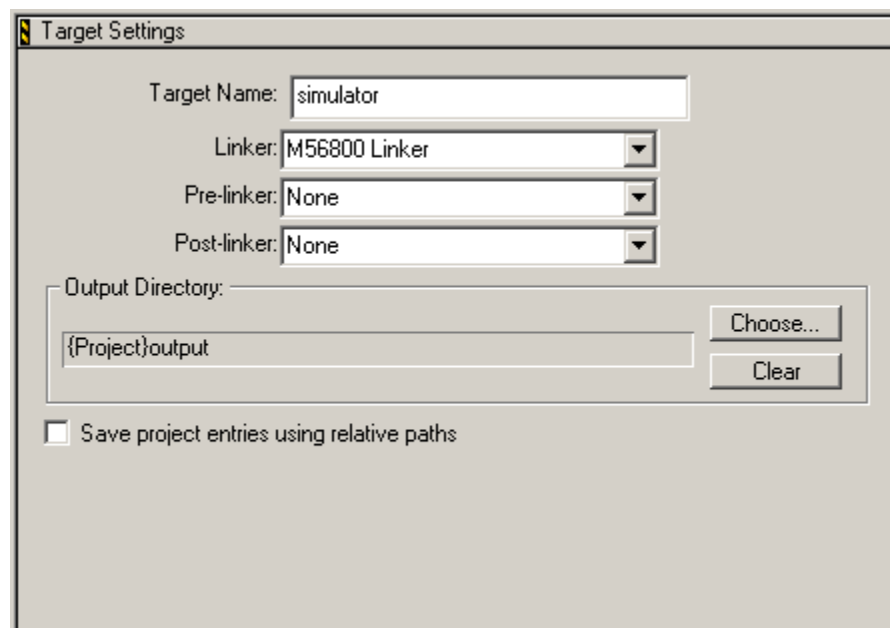 Target Settings
Target Name: simulator
Linker: M56800 Linker
Pre-linker: None
Post-linker: None
Output Directory:
{Project}output
Choose...
Clear
Save project entries using relative paths